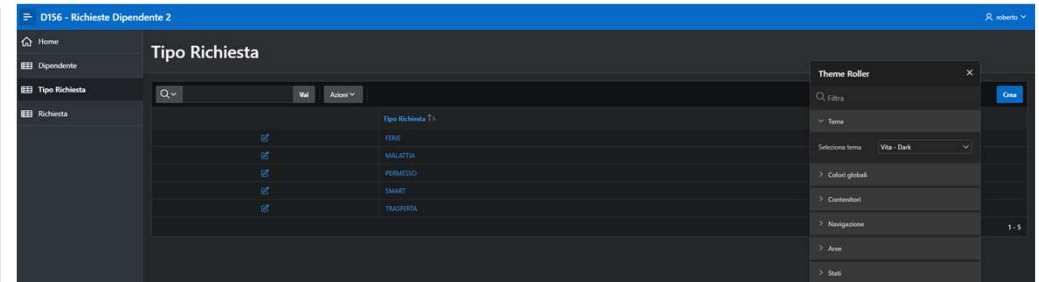 D156 - Richieste Dipendente 2
roberto
Home
Dipendente
Tipo Richiesta
Richiesta
Tipo Richiesta
Vai
Azioni
Crea
Tipo Richiesta
FERIE
MALATTIA
PERMESSO
SMART
TRASFERTA
1 - 5
Theme Roller
Filtra
Tema
Seleziona tema Vita - Dark
Colori globali
Contenitori
Navigazione
Aree
Stati